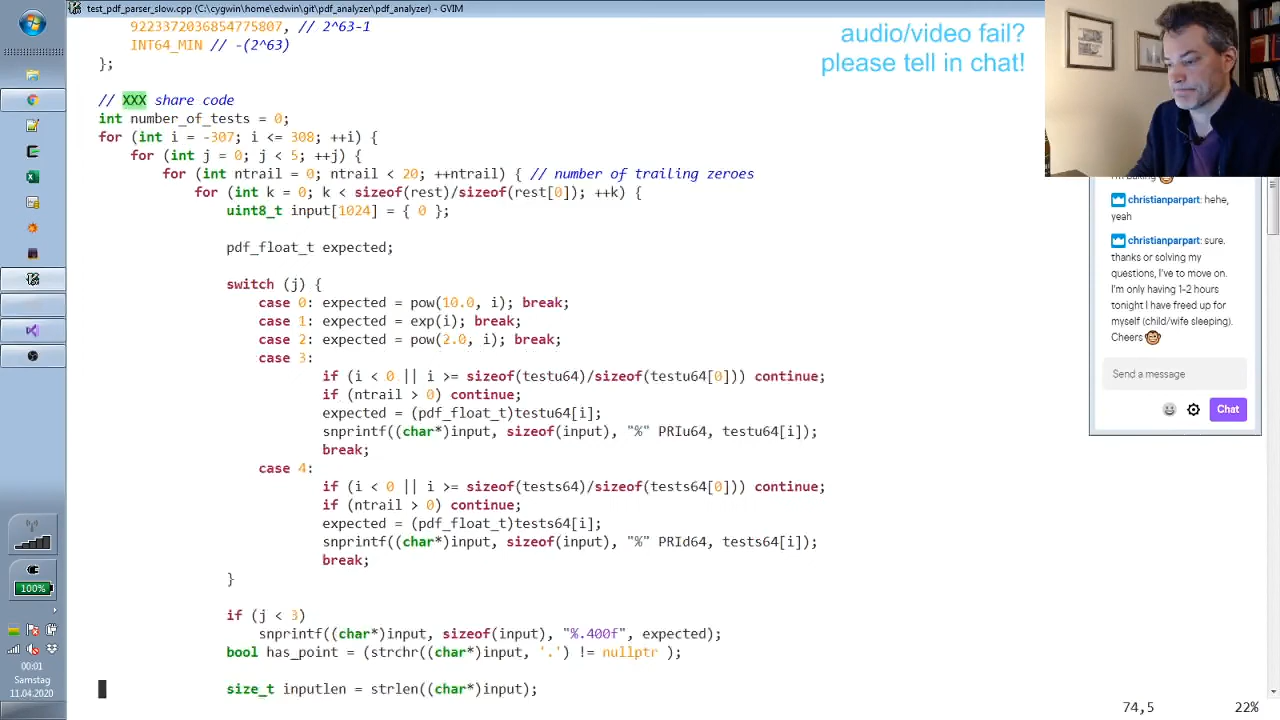 test_pdf_parser_slow.cpp (C:\cygwin\home\edwin\git\pdf_analyzer\pdf_analyzer) - GVIM
9223372036854775807, // 2^63-1
INT64_MIN // -(2^63)
};
audio/video fail?
please tell in chat!
// XXX share code
int number_of_tests = 0;
for (int i = -307; i <= 308; ++i) {
for (int j = 0; j < 5; ++j) {
for (int ntrail = 0; ntrail < 20; ++ntrail) { // number of trailing zeroes
for (int k = 0; k < sizeof(rest)/sizeof(rest[0]); ++k) {
uint8_t input[1024] = { 0 };
pdf_float_t expected;
switch (j) {
case 0: expected = pow(10.0, i); break;
case 1: expected = exp(i); break;
case 2: expected = pow(2.0, i); break;
case 3:
if (i < 0 || i >= sizeof(testu64)/sizeof(testu64[0])) continue;
if (ntrail > 0) continue;
expected = (pdf_float_t)testu64[i];
snprintf((char*)input, sizeof(input), "%" PRIu64, testu64[i]);
break;
case 4:
if (i < 0 || i >= sizeof(tests64)/sizeof(tests64[0])) continue;
if (ntrail > 0) continue;
expected = (pdf_float_t)tests64[i];
snprintf((char*)input, sizeof(input), "%" PRId64, tests64[i]);
break;
}
if (j < 3)
snprintf((char*)input, sizeof(input), "%.400f", expected);
bool has_point = (strchr((char*)input, '.') != nullptr );
size_t inputlen = strlen((char*)input);
74,5 22%
christianparpart: hehe,
yeah
christianparpart: sure.
thanks or solving my
questions, I've to move on.
I'm only having 1-2 hours
tonight I have freed up for
myself (child/wife sleeping).
Cheers
Send a message
Chat
100%
00:01
Samstag
11.04.2020